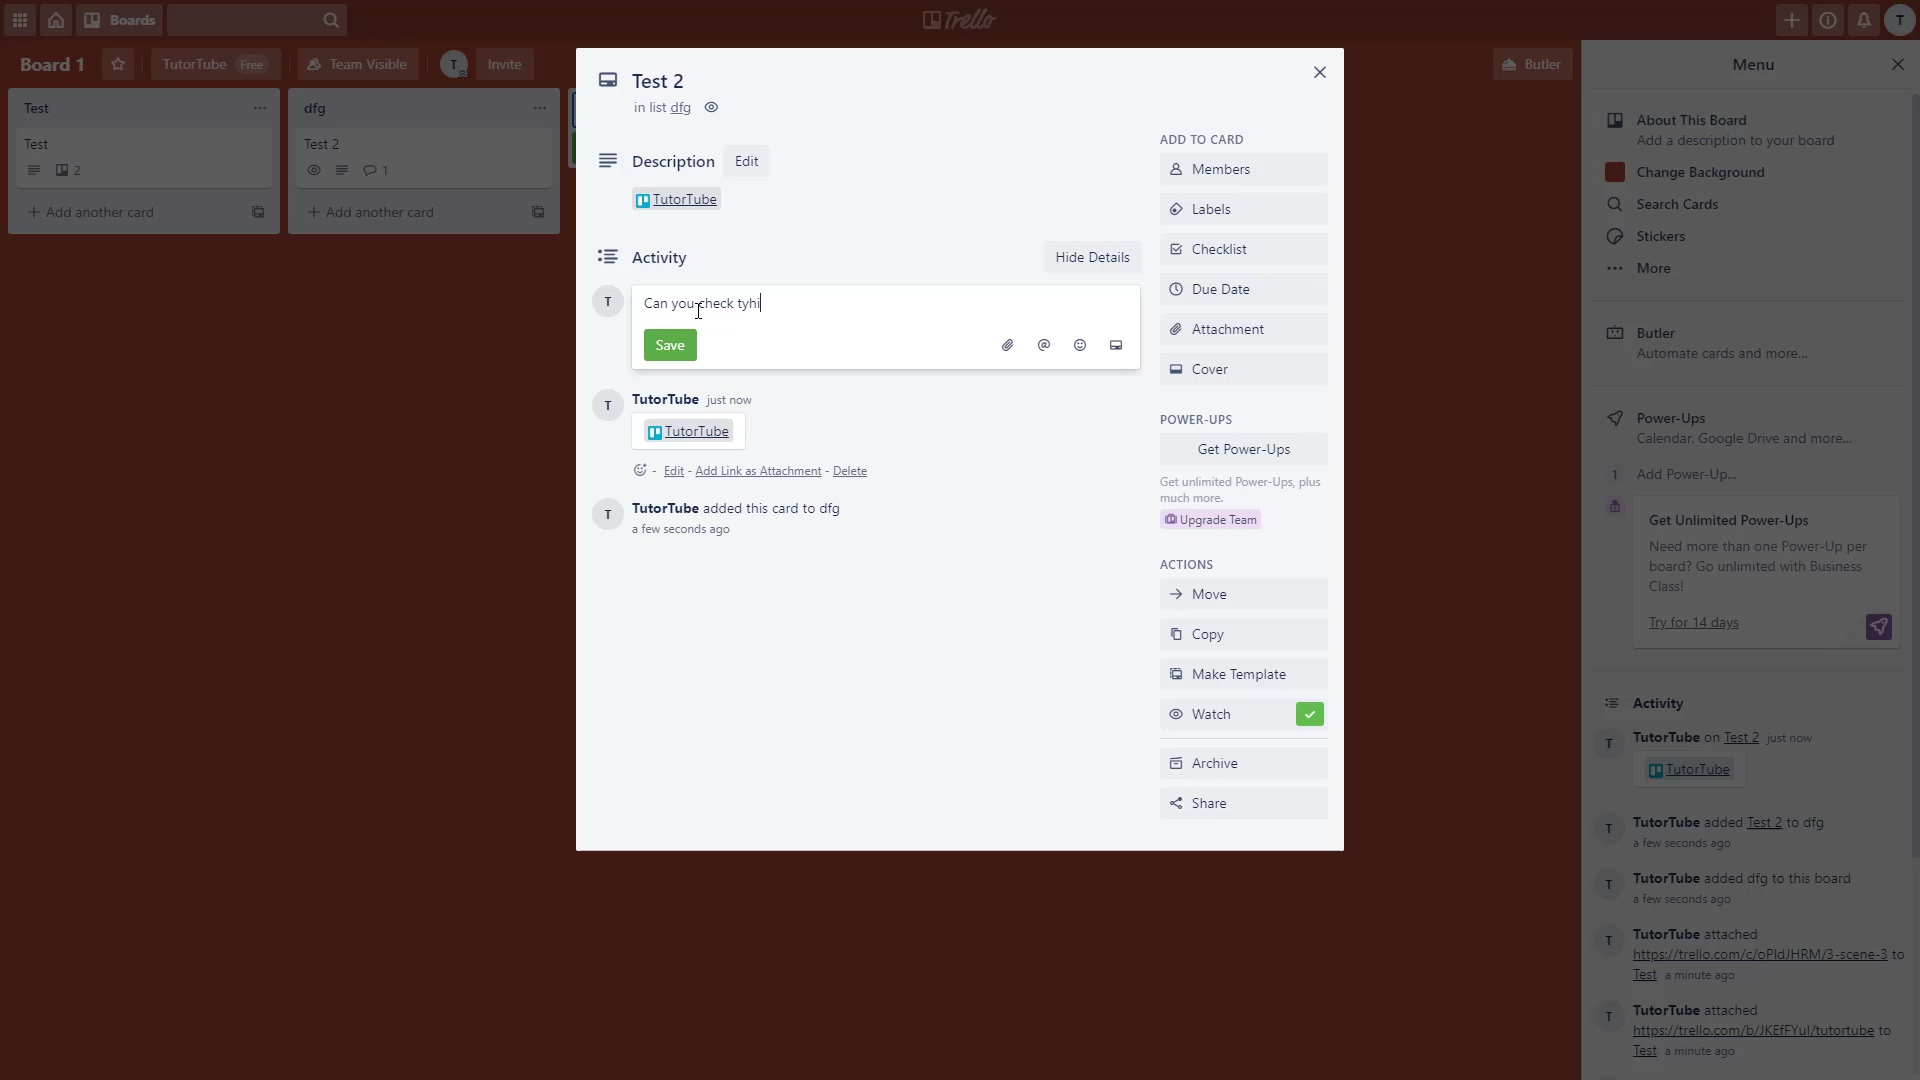 Boards
Trello
T
Board 1
TutorTube Free
Team Visible
T
Invite
Butler
Test
Test
2
Add another card
dfg
Test 2
1
Add another card
Test 2
in list dfg
Description
Edit
TutorTube
Activity
Hide Details
T
Can you check tyhi
Save
T
TutorTube just now
TutorTube
- Edit - Add Link as Attachment - Delete
T
TutorTube added this card to dfg
a few seconds ago
ADD TO CARD
Members
Labels
Checklist
Due Date
Attachment
Cover
POWER-UPS
Get Power-Ups
Get unlimited Power-Ups, plus
much more.
Upgrade Team
ACTIONS
Move
Copy
Make Template
Watch
Archive
Share
Menu
About This Board
Add a description to your board
Change Background
Search Cards
Stickers
More
Butler
Automate cards and more...
Power-Ups
Calendar, Google Drive and more...
1 Add Power-Up...
Get Unlimited Power-Ups
Need more than one Power-Up per
board? Go unlimited with Business
Class!
Try for 14 days
Activity
T
TutorTube on Test 2 just now
TutorTube
T
TutorTube added Test 2 to dfg
a few seconds ago
T
TutorTube added dfg to this board
a few seconds ago
T
TutorTube attached
https://trello.com/c/oPldJHRM/3-scene-3 to
Test a minute ago
T
TutorTube attached
https://trello.com/b/JKEfFYuI/tutortube to
Test a minute ago